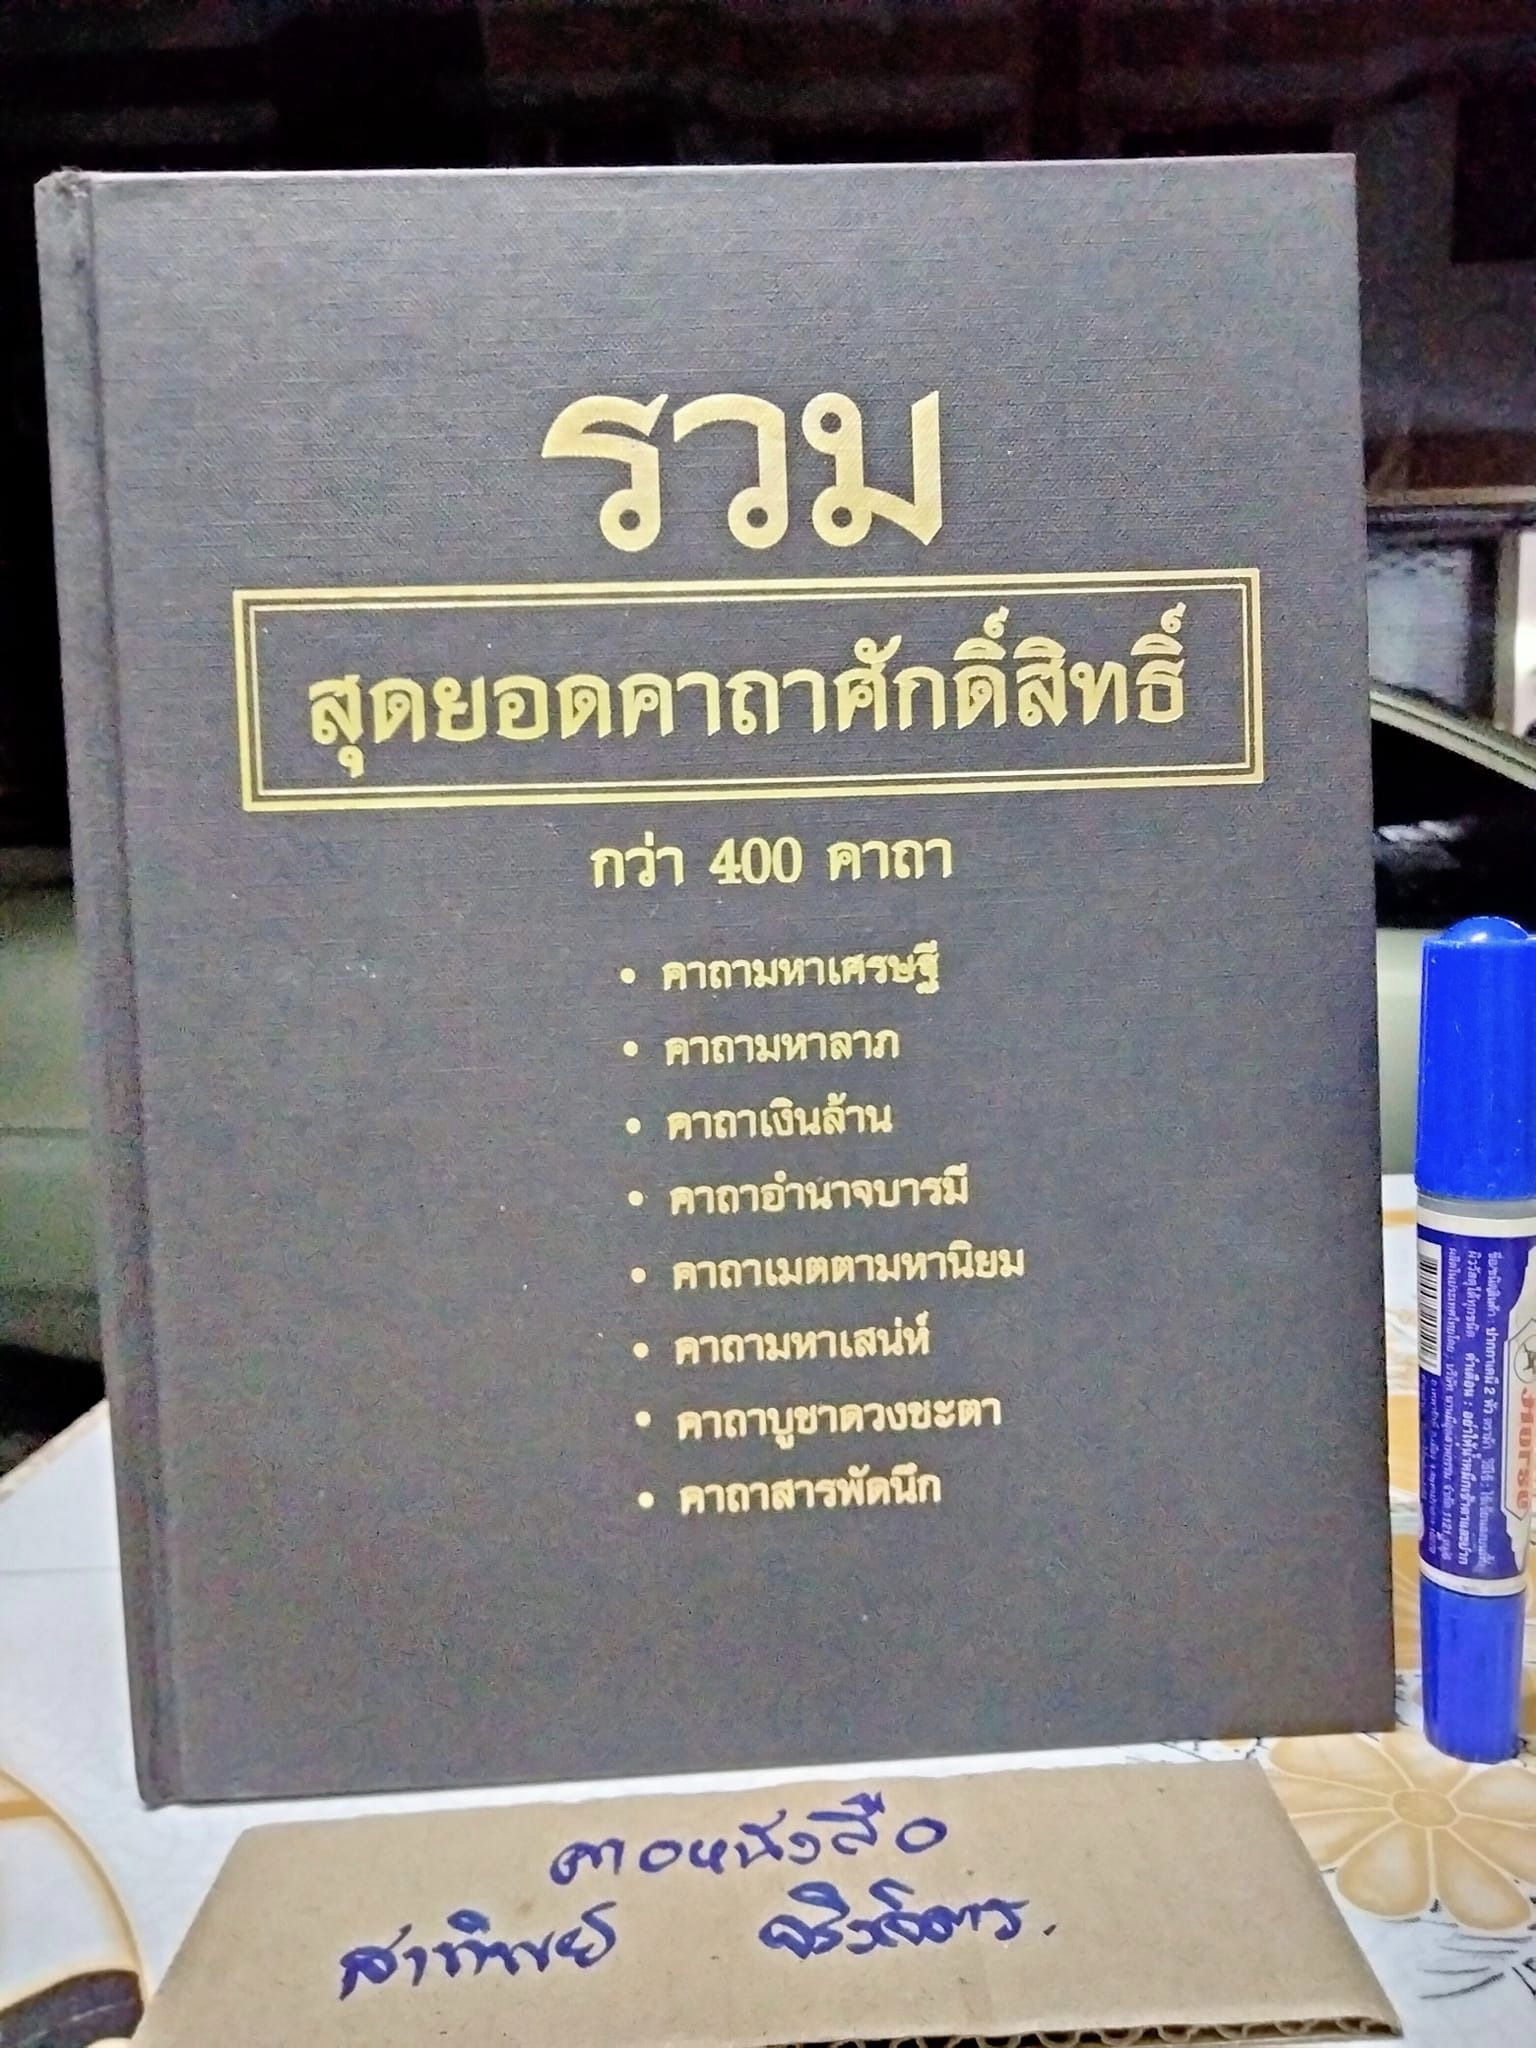 รวม
สุดยอดคาถาศักดิ์สิทธิ์
กว่า 400 คาถา
• คาถามหาเศรษฐี
• คาถามหาลาภ
• คาถาเงินล้าน
• คาถาอำนาจบารมี
• คาถาเมตตามหานิยม
• คาถามหาเสน่ห์
• คาถาบูชาดวงชะตา
• คาถาสารพัดนึก
Horse
หนังสือ
สาทิพย์